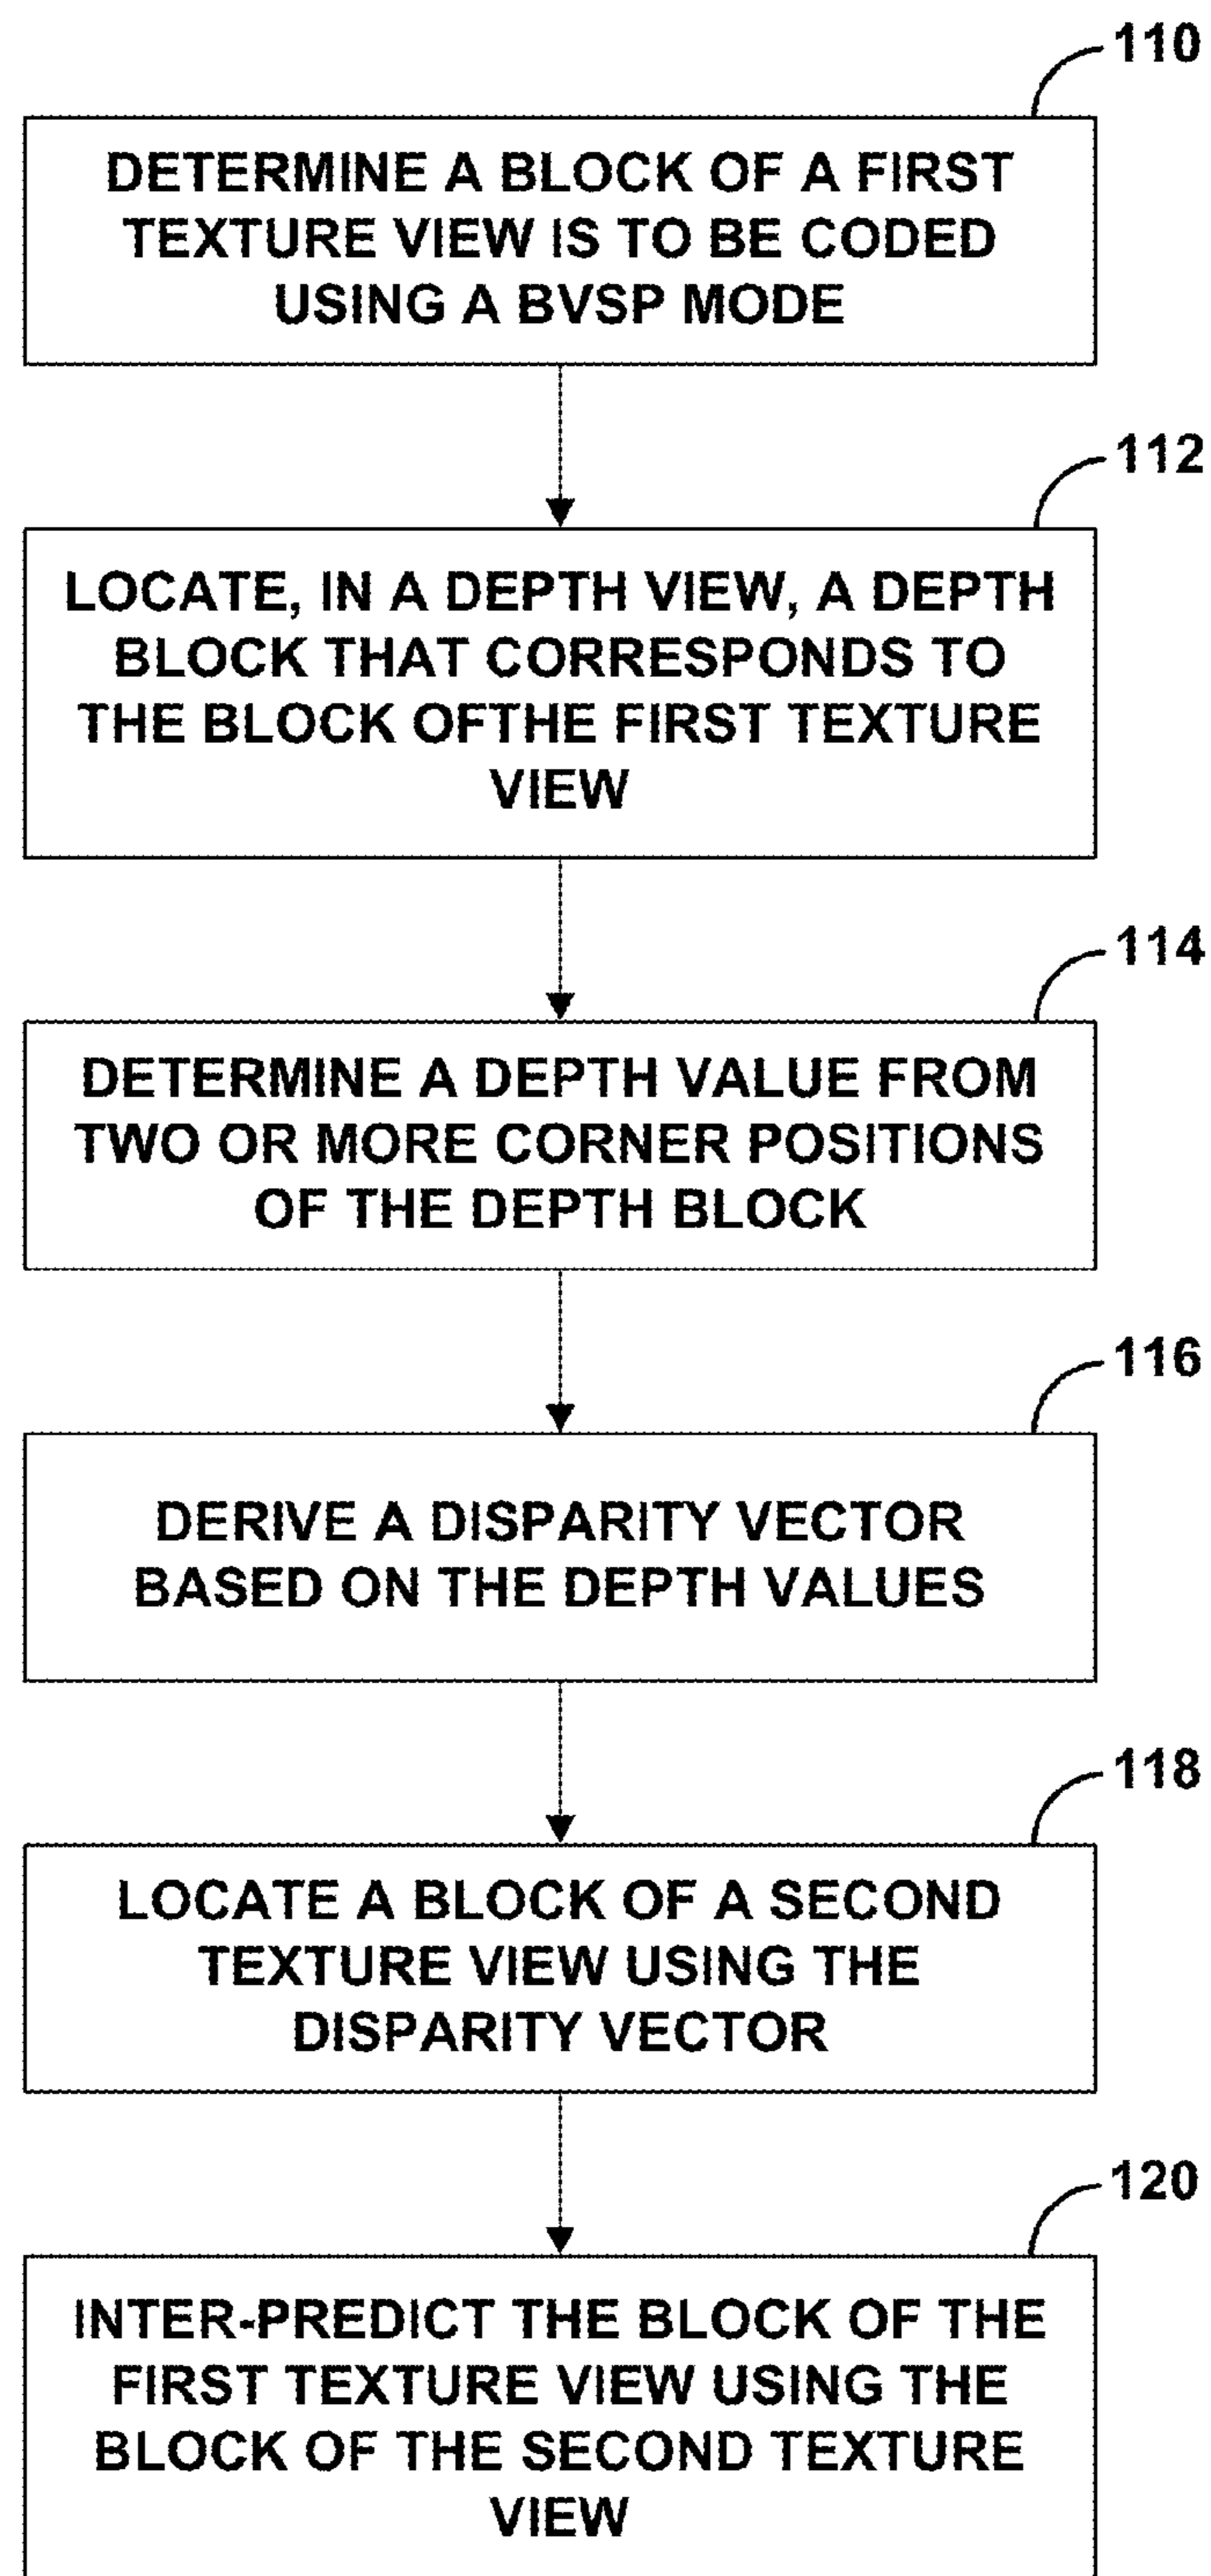 110
DETERMINE A BLOCK OF A FIRST
TEXTURE VIEW IS TO BE CODED
USING A BVSP MODE
112
LOCATE, IN A DEPTH VIEW, A DEPTH
BLOCK THAT CORRESPONDS TO
THE BLOCK OFTHE FIRST TEXTURE
VIEW
114
DETERMINE A DEPTH VALUE FROM
TWO OR MORE CORNER POSITIONS
OF THE DEPTH BLOCK
116
DERIVE A DISPARITY VECTOR
BASED ON THE DEPTH VALUES
118
LOCATE A BLOCK OF A SECOND
TEXTURE VIEW USING THE
DISPARITY VECTOR
120
INTER-PREDICT THE BLOCK OF THE
FIRST TEXTURE VIEW USING THE
BLOCK OF THE SECOND TEXTURE
VIEW